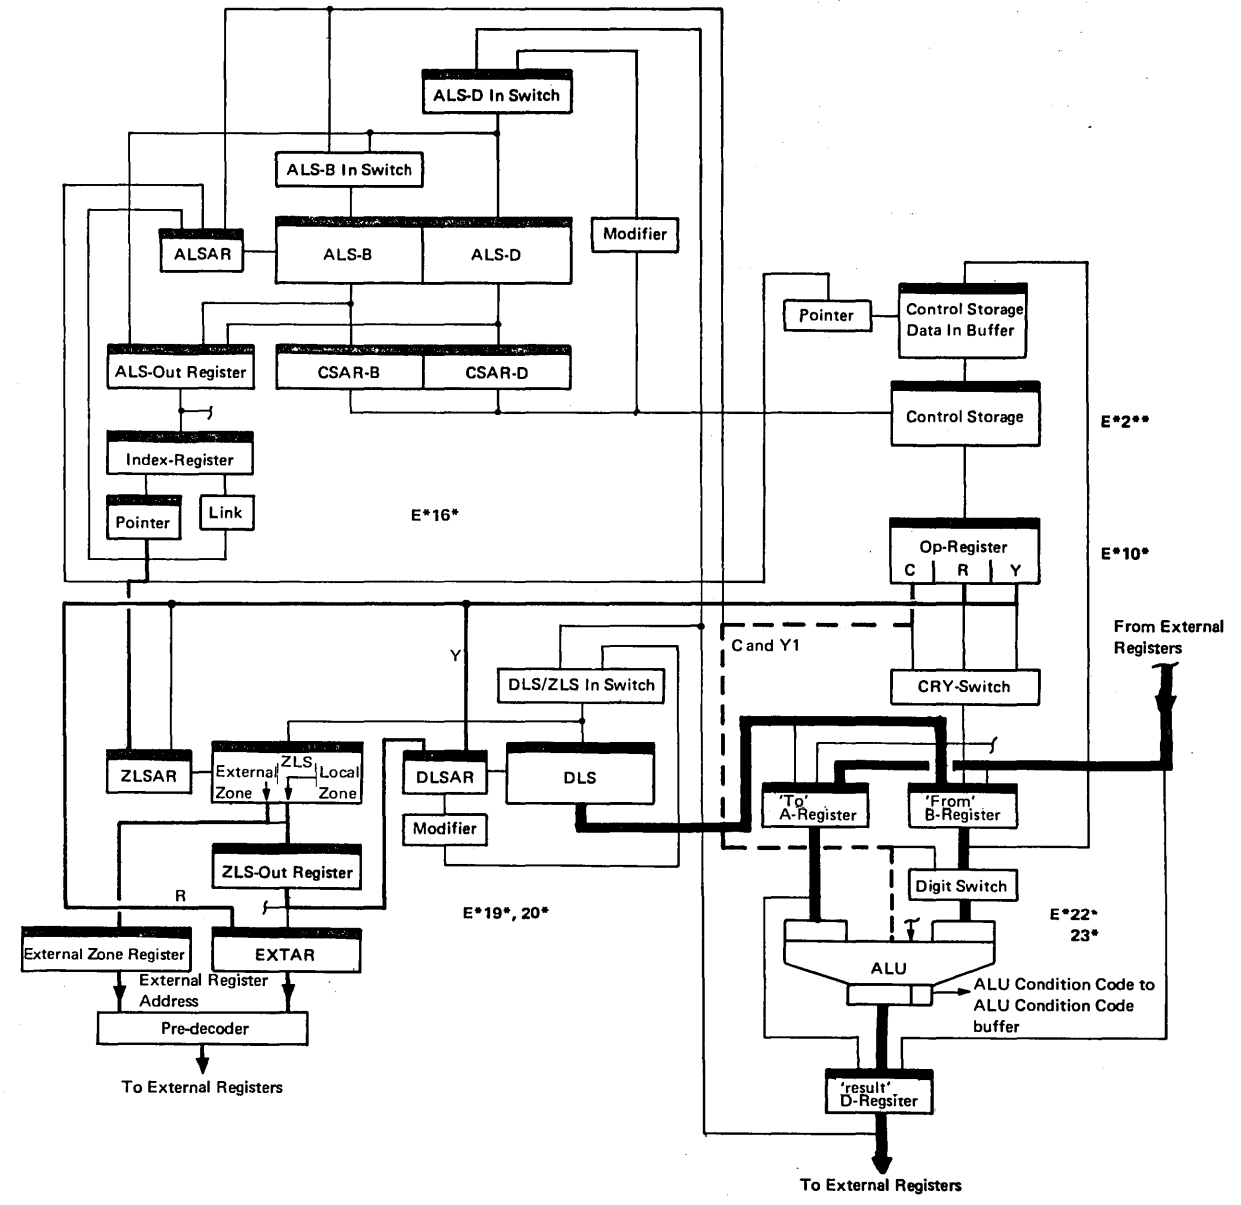 ALS-D In Switch
ALS-B In Switch
Modifier
ALSAR
ALS-B
ALS-D
Pointer
Control Storage
Data In Buffer
ALS-Out Register
CSAR-B
CSAR-D
Control Storage
E*2**
Index-Register
Pointer
Link
E*16*
Op-Register
C
R
Y
E*10*
From External
Registers
C and Y1
Y
DLS/ZLS In Switch
CRY-Switch
ZLSAR
ZLS
External
Zone
Local
Zone
DLSAR
DLS
'To'
A-Register
'From'
B-Register
Modifier
ZLS-Out Register
Digit Switch
R
E*19*, 20*
E*22*
23*
External Zone Register
EXTAR
ALU
External Register
Address
ALU Condition Code to
ALU Condition Code
buffer
Pre-decoder
To External Registers
'result'
D-Regsiter
To External Registers